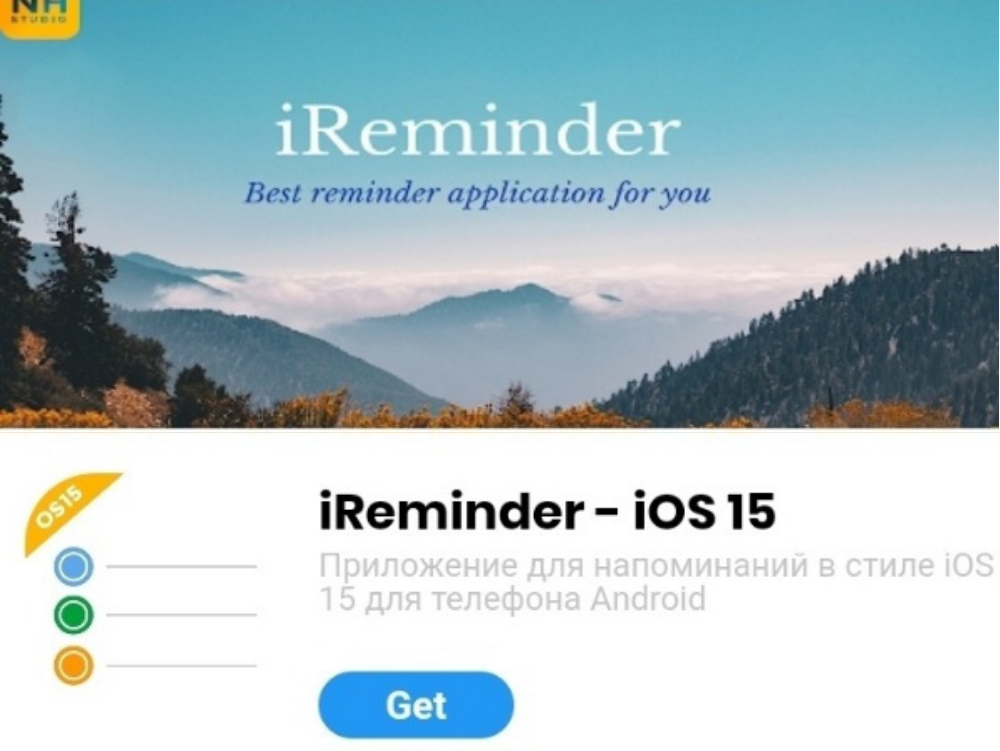 NH
STUDIO
iReminder
Best reminder application for you
OS15
iReminder - iOS 15
Приложение для напоминаний в стиле iOS
15 для телефона Android
Get